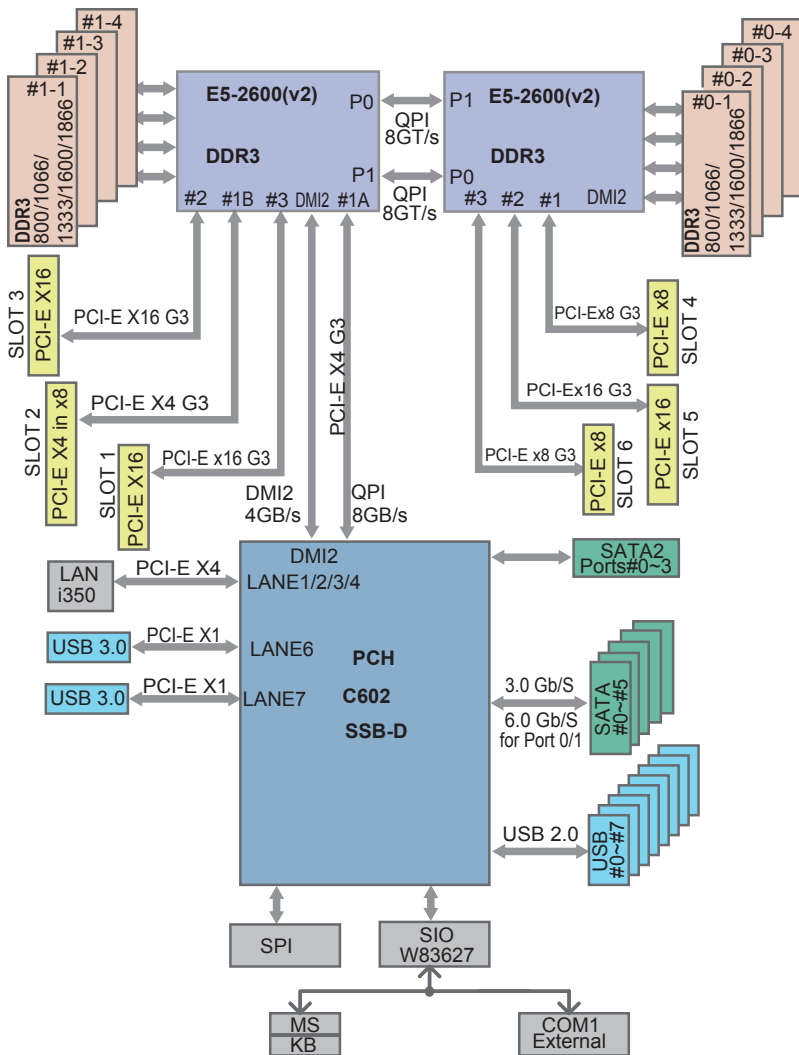 #1-4
#1-3
#1-2
#1-1
DDR3
800/1066/
1333/1600/1866
E5-2600(v2)
DDR3
P0
P1
#2
#1B
#3
DMI2
#1A
QPI
8GT/s
QPI
8GT/s
E5-2600(v2)
DDR3
P1
P0
#3
#2
#1
DMI2
#0-4
#0-3
#0-2
#0-1
DDR3
800/1066/
1333/1600/1866
SLOT 3
PCI-E X16
PCI-E X16 G3
SLOT 2
PCI-E X4 in x8
PCI-E X4 G3
SLOT 1
PCI-E X16
PCI-E x16 G3
PCI-E X4 G3
DMI2
4GB/s
QPI
8GB/s
PCI-Ex8 G3
PCI-E x8
SLOT 4
PCI-Ex16 G3
PCI-E x16
SLOT 5
PCI-E x8 G3
PCI-E x8
SLOT 6
LAN
i350
PCI-E X4
USB 3.0
PCI-E X1
USB 3.0
PCI-E X1
DMI2
LANE1/2/3/4
LANE6
LANE7
PCH
C602
SSB-D
SATA2
Ports#0~3
3.0 Gb/S
6.0 Gb/S
for Port 0/1
SATA
#0~#5
USB 2.0
USB
#0~#7
SPI
SIO
W83627
MS
KB
COM1
External